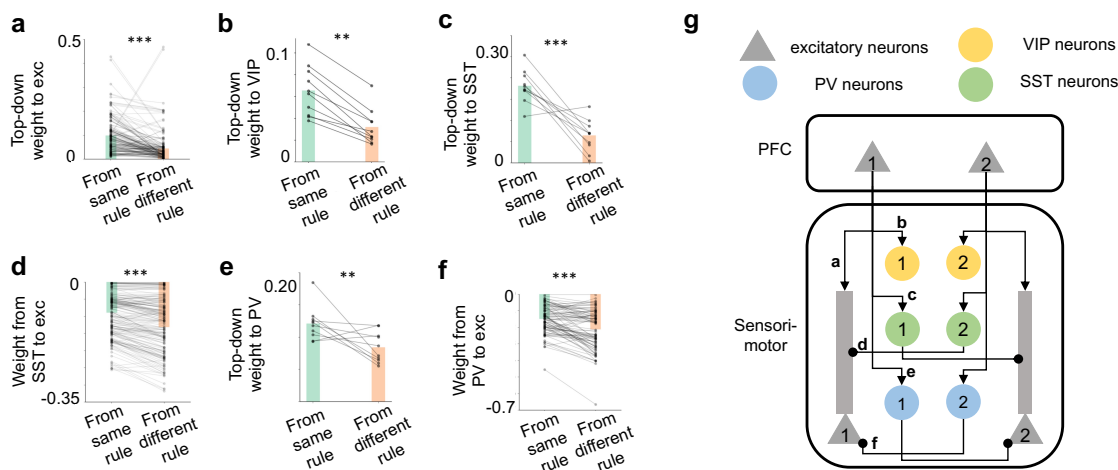 a
0.5
***
Top-down
weight to exc
0
From
same
rule
From
different
rule
b
**
0.1
Top-down
weight to VIP
0
From
same
rule
From
different
rule
c
***
0.30
Top-down
weight to SST
0
From
same
rule
From
different
rule
d
***
0
Weight from
SST to exc
-0.35
From
same
rule
From
different
rule
e
**
0.20
Top-down
weight to PV
0
From
same
rule
From
different
rule
f
***
0
Weight from
PV to exc
-0.7
From
same
rule
From
different
rule
g
excitatory neurons
VIP neurons
PV neurons
SST neurons
PFC
1
2
b
a
1
2
c
1
2
Sensori-
motor
d
e
1
2
1
f
2